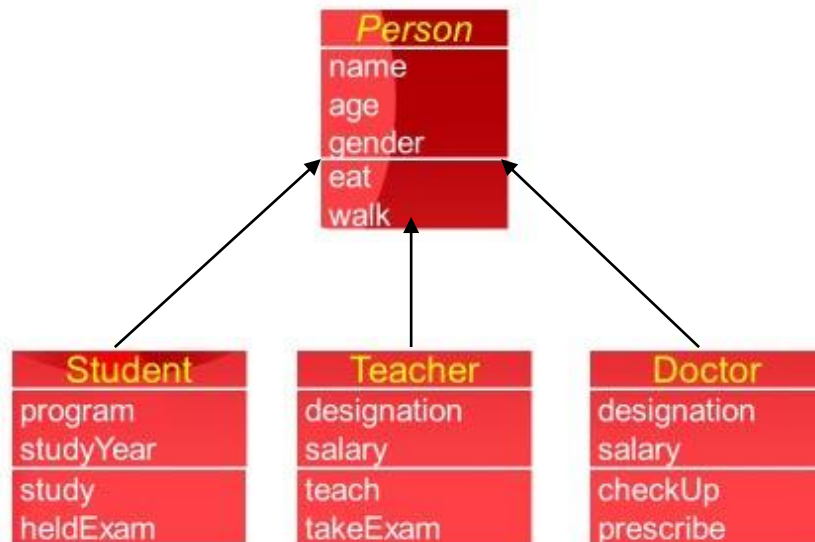 Person
name
age
gender
eat
walk
Student
program
studyYear
study
heldExam
Teacher
designation
salary
teach
takeExam
Doctor
designation
salary
checkUp
prescribe